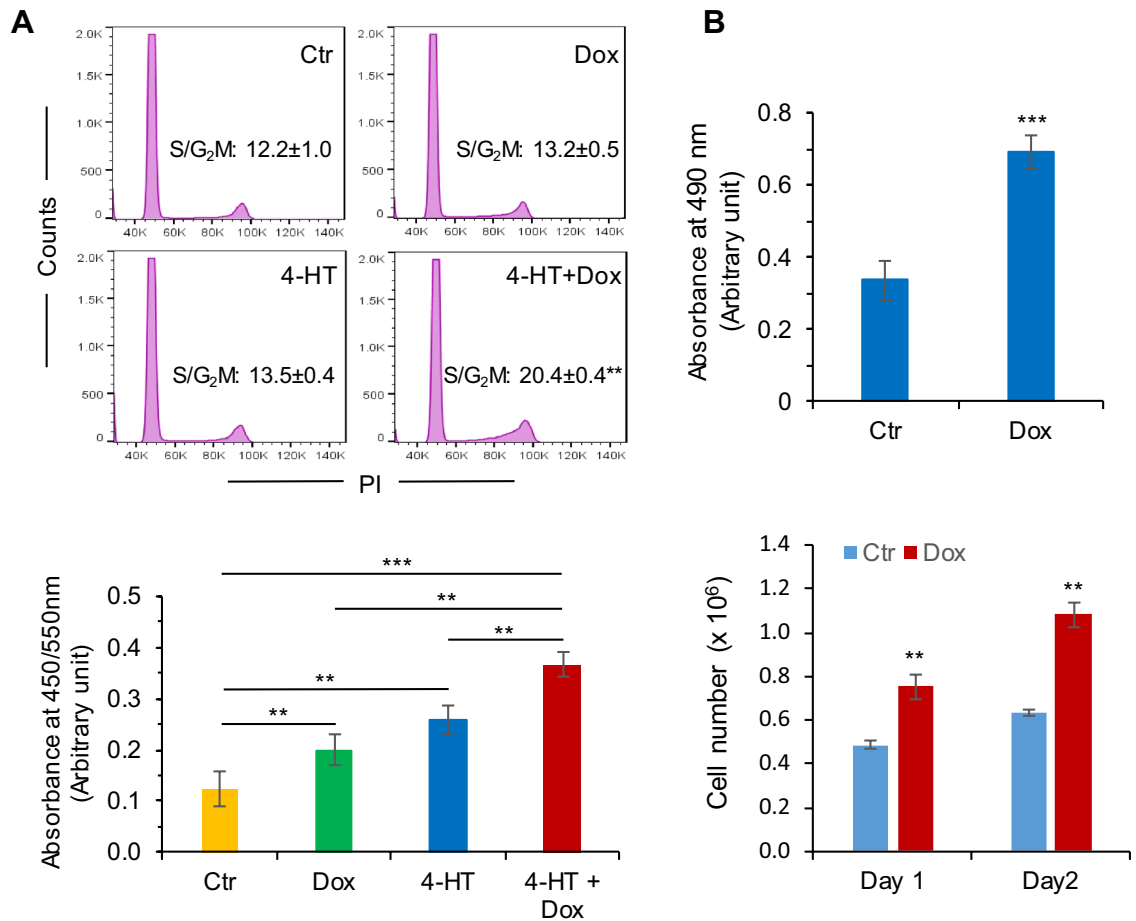 A
Ctr
2.0K
1.5K
1.0K
500
0
S/G₂M: 12.2±1.0
40K 60K 80K 100K 120K 140K
Dox
2.0K
1.5K
1.0K
500
0
S/G₂M: 13.2±0.5
40K 60K 80K 100K 120K 140K
Counts
4-HT
2.0K
1.5K
1.0K
500
0
S/G₂M: 13.5±0.4
40K 60K 80K 100K 120K 140K
4-HT+Dox
2.0K
1.5K
1.0K
500
0
S/G₂M: 20.4±0.4**
40K 60K 80K 100K 120K 140K
PI
Absorbance at 450/550nm
(Arbitrary unit)
0.5
0.4
0.3
0.2
0.1
0.0
***
**
**
**
**
Ctr Dox 4-HT 4-HT +
Dox
B
Absorbance at 490 nm
(Arbitrary unit)
0.8
0.6
0.4
0.2
0
***
Ctr Dox
Cell number (x 10⁶)
Ctr Dox
1.4
1.2
1.0
0.8
0.6
0.4
0.2
0.0
**
**
Day 1 Day2